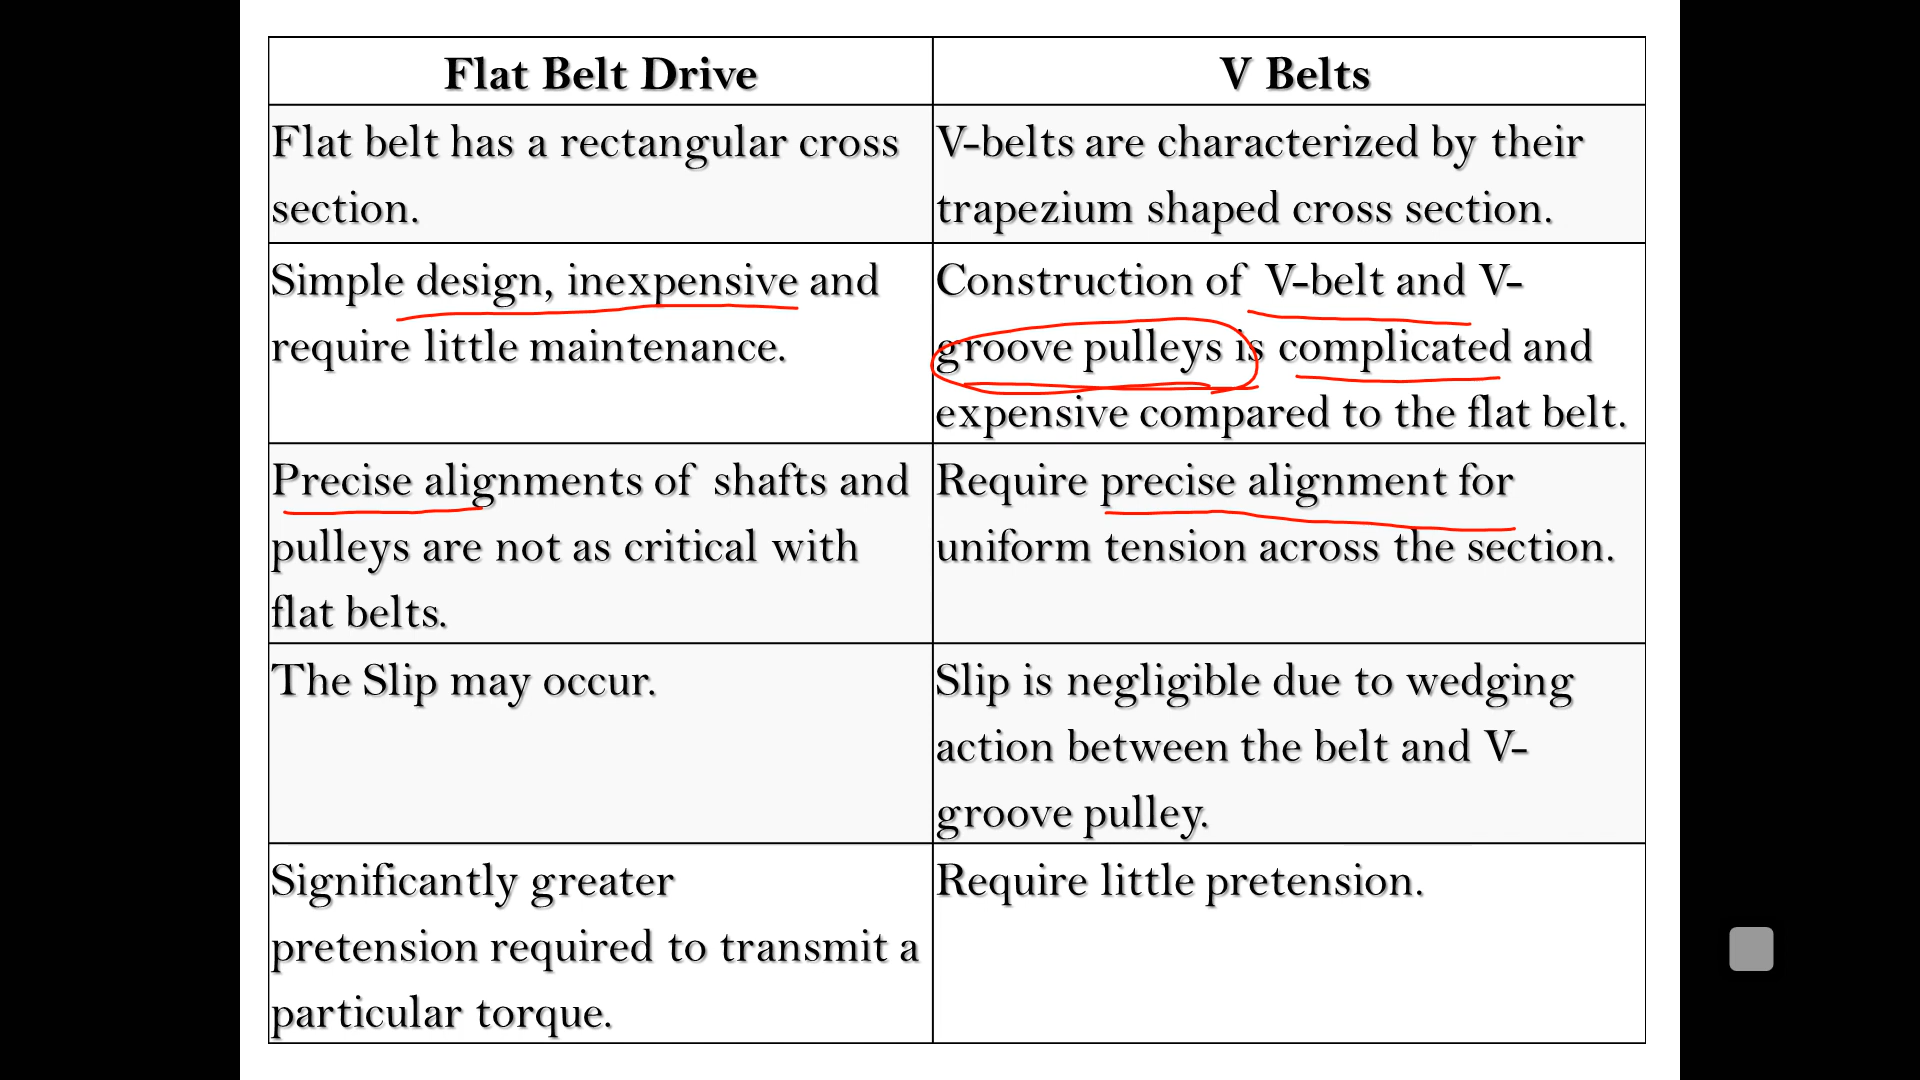 Flat Belt Drive
V Belts
Flat belt has a rectangular cross
section.
V-belts are characterized by their
trapezium shaped cross section.
Simple design, inexpensive and
require little maintenance.
Construction of V-belt and V-
groove pulleys is complicated and
expensive compared to the flat belt.
Precise alignments of shafts and
pulleys are not as critical with
flat belts.
Require precise alignment for
uniform tension across the section.
The Slip may occur.
Slip is negligible due to wedging
action between the belt and V-
groove pulley.
Significantly greater
pretension required to transmit a
particular torque.
Require little pretension.